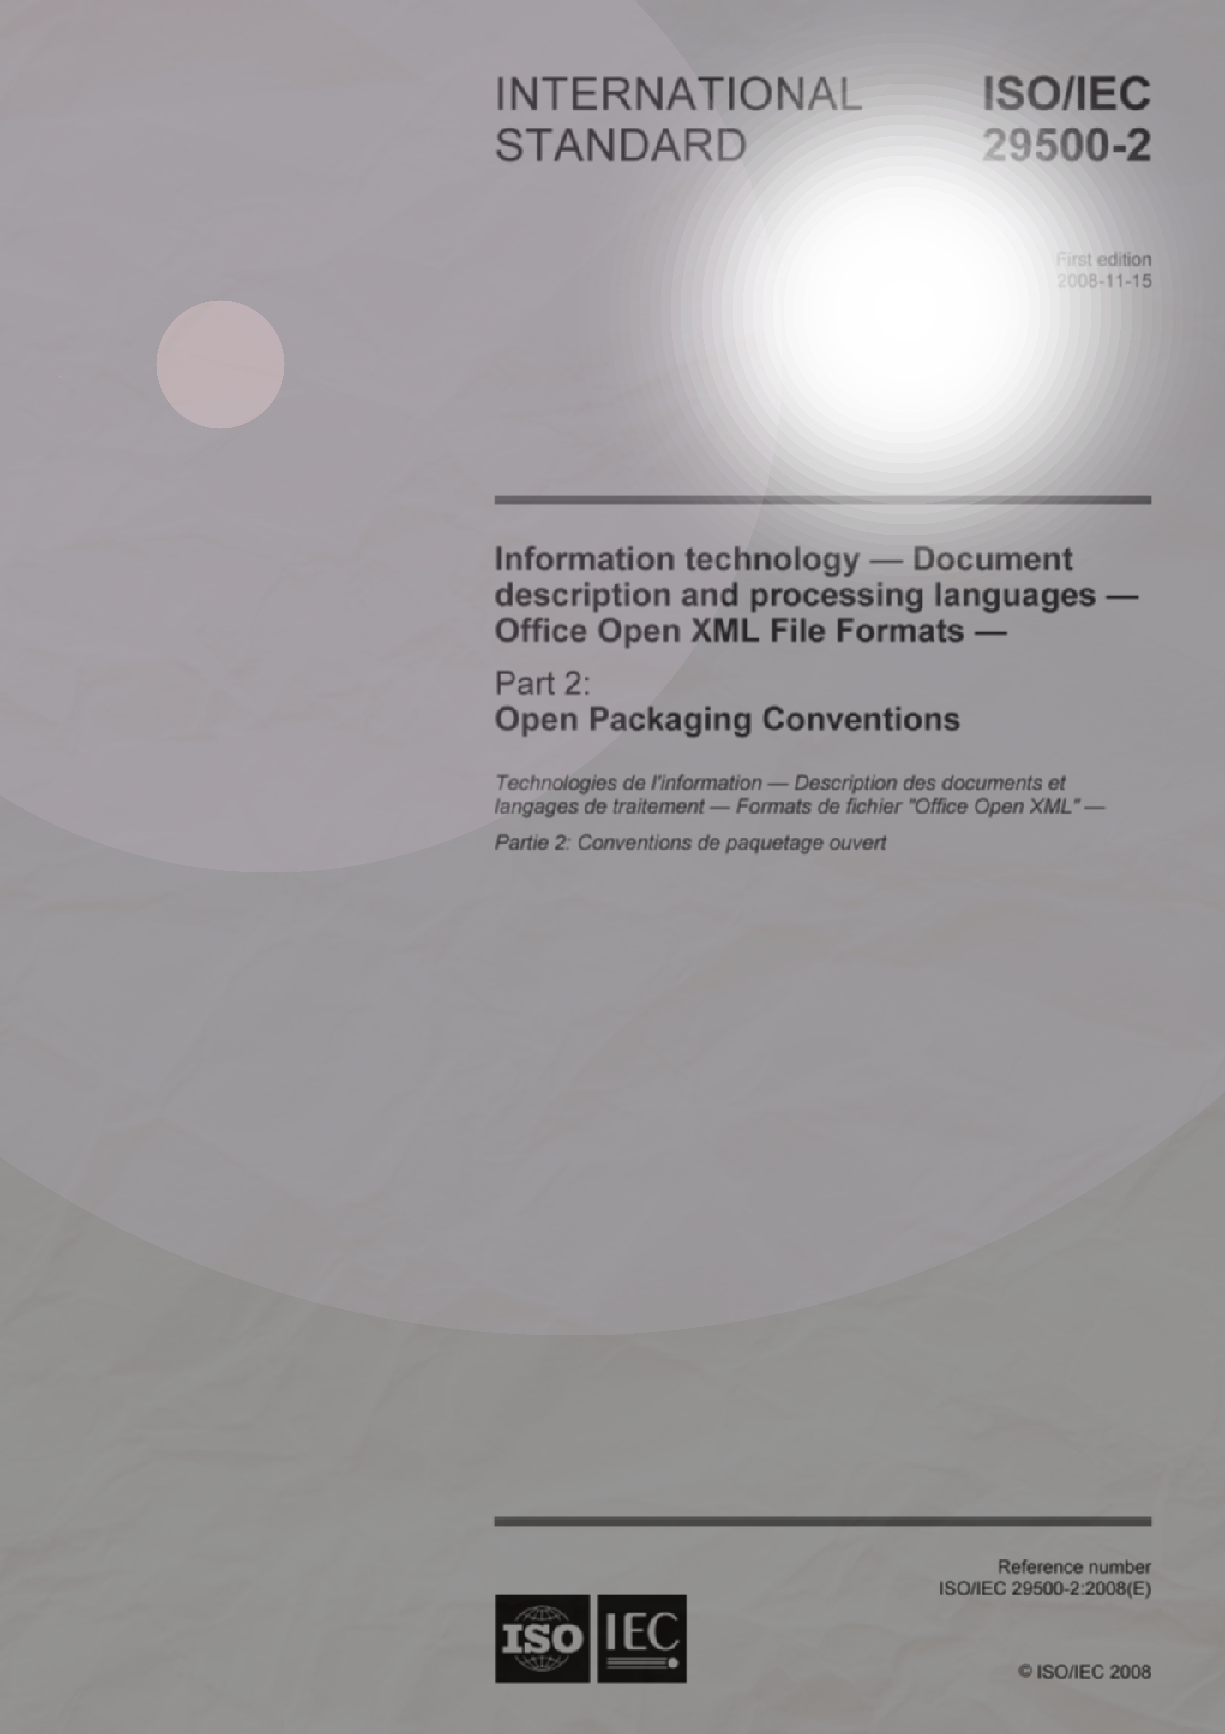 INTERNATIONAL
STANDARD
ISO/IEC
29500-2
First edition
2008-11-15
Information technology — Document
description and processing languages —
Office Open XML File Formats —
Part 2:
Open Packaging Conventions
Technologies de l'information — Description des documents et
langages de traitement — Formats de fichier "Office Open XML" —
Partie 2: Conventions de paquetage ouvert
Reference number
ISO/IEC 29500-2:2008(E)
ISO
IEC
© ISO/IEC 2008